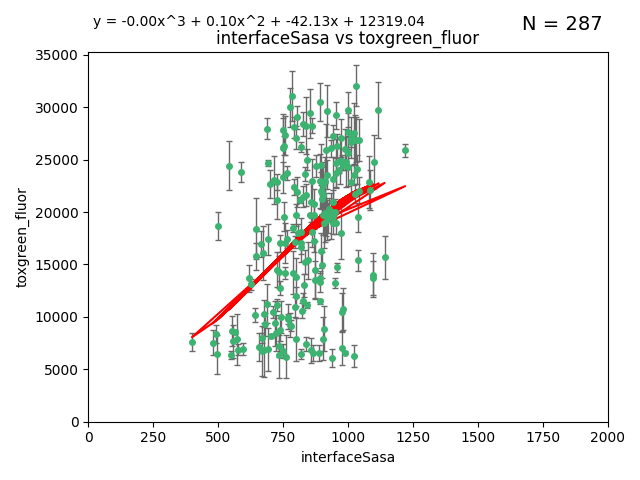 y = -0.00x^3 + 0.10x^2 + -42.13x + 12319.04
N = 287
interfaceSasa vs toxgreen_fluor
35000
30000
25000
20000
15000
10000
5000
0
toxgreen_fluor
0 250 500 750 1000 1250 1500 1750 2000
interfaceSasa